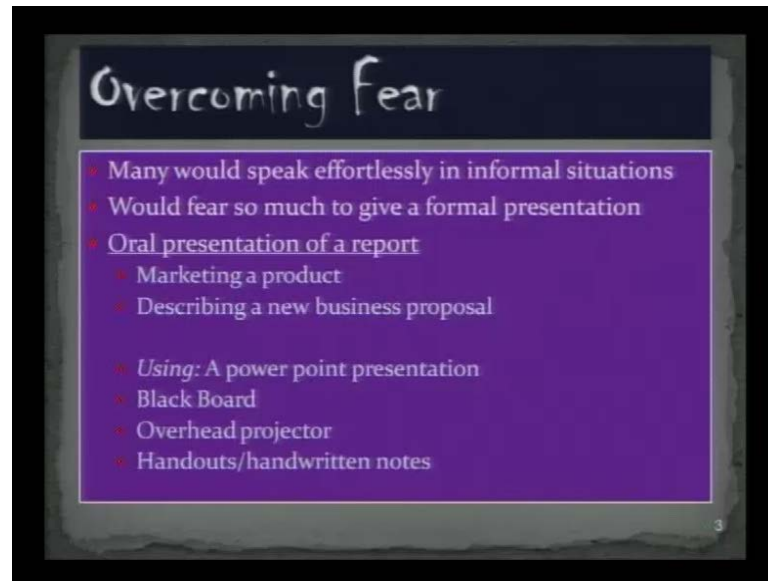 Overcoming Fear
Many would speak effortlessly in informal situations
Would fear so much to give a formal presentation
Oral presentation of a report
Marketing a product
Describing a new business proposal
Using: A power point presentation
Black Board
Overhead projector
Handouts/handwritten notes
3